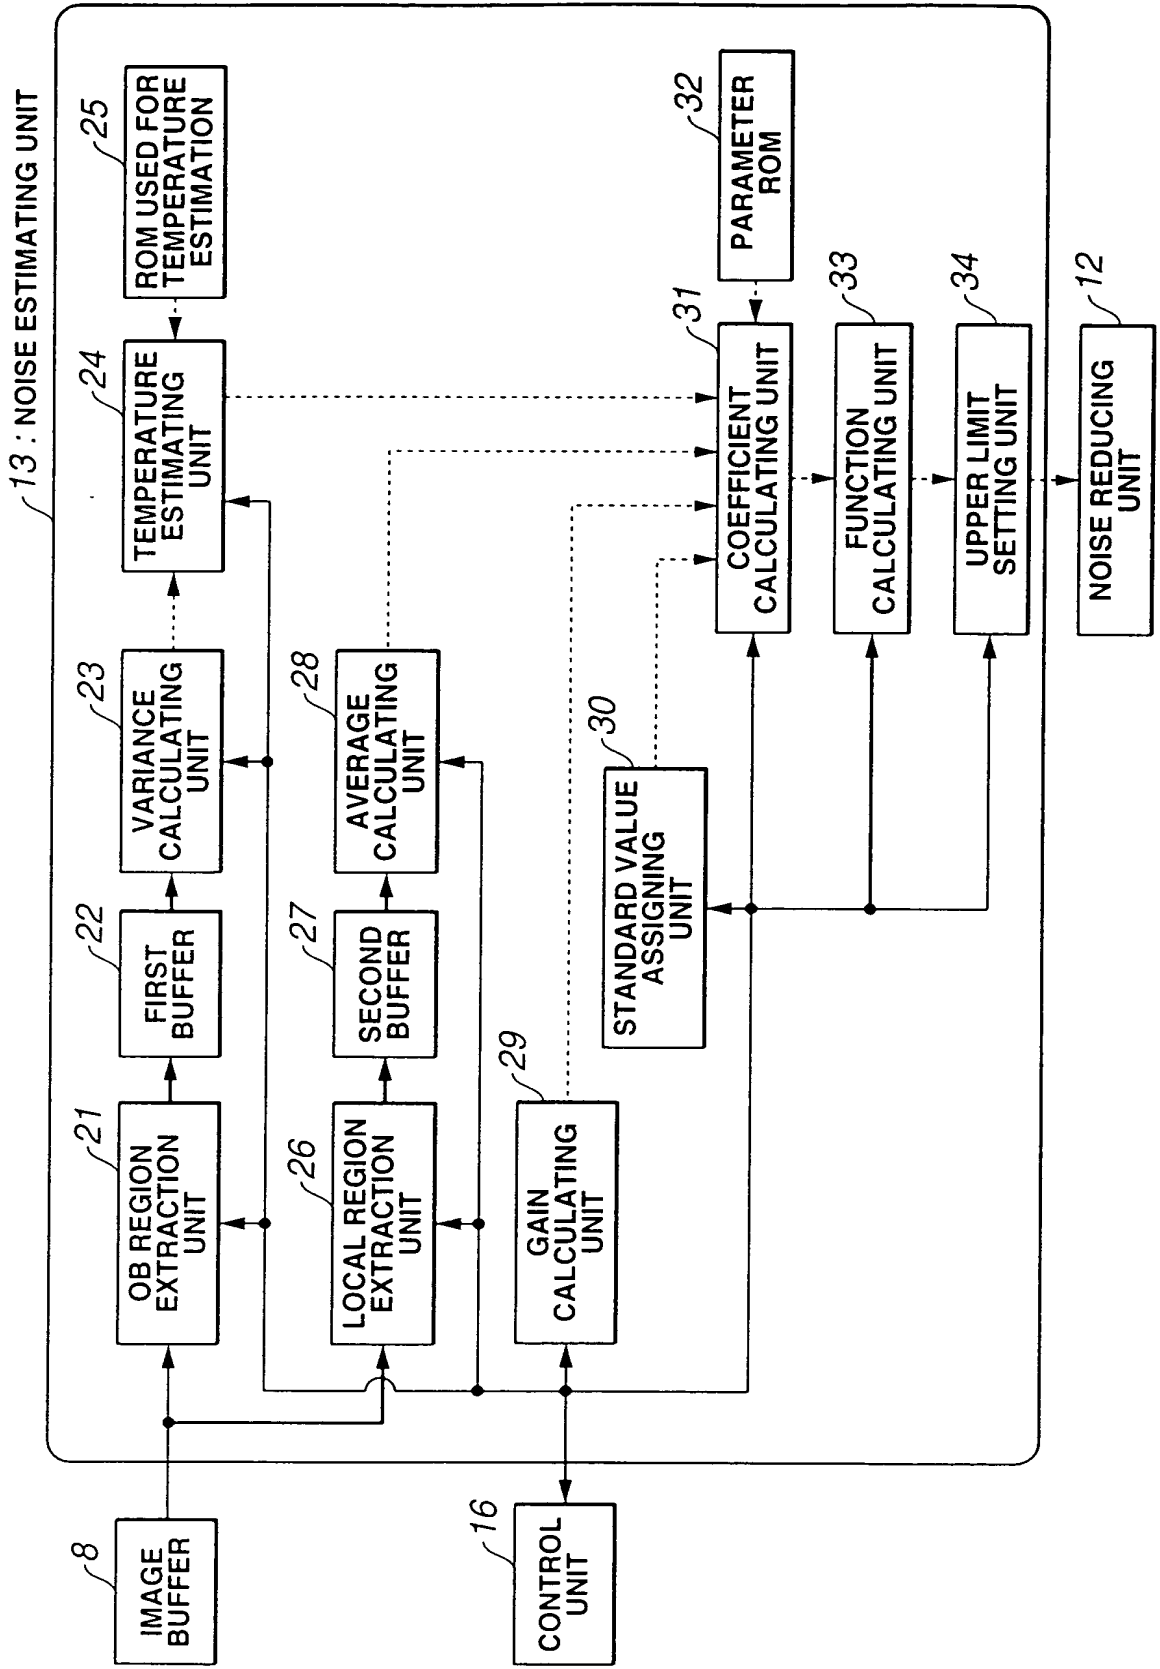 13 : NOISE ESTIMATING UNIT
8
IMAGE
BUFFER
21
OB REGION
EXTRACTION
UNIT
22
FIRST
BUFFER
23
VARIANCE
CALCULATING
UNIT
24
TEMPERATURE
ESTIMATING
UNIT
25
ROM USED FOR
TEMPERATURE
ESTIMATION
26
LOCAL REGION
EXTRACTION
UNIT
27
SECOND
BUFFER
28
AVERAGE
CALCULATING
UNIT
16
CONTROL
UNIT
29
GAIN
CALCULATING
UNIT
30
STANDARD VALUE
ASSIGNING
UNIT
31
COEFFICIENT
CALCULATING UNIT
32
PARAMETER
ROM
33
FUNCTION
CALCULATING UNIT
34
UPPER LIMIT
SETTING UNIT
12
NOISE REDUCING
UNIT